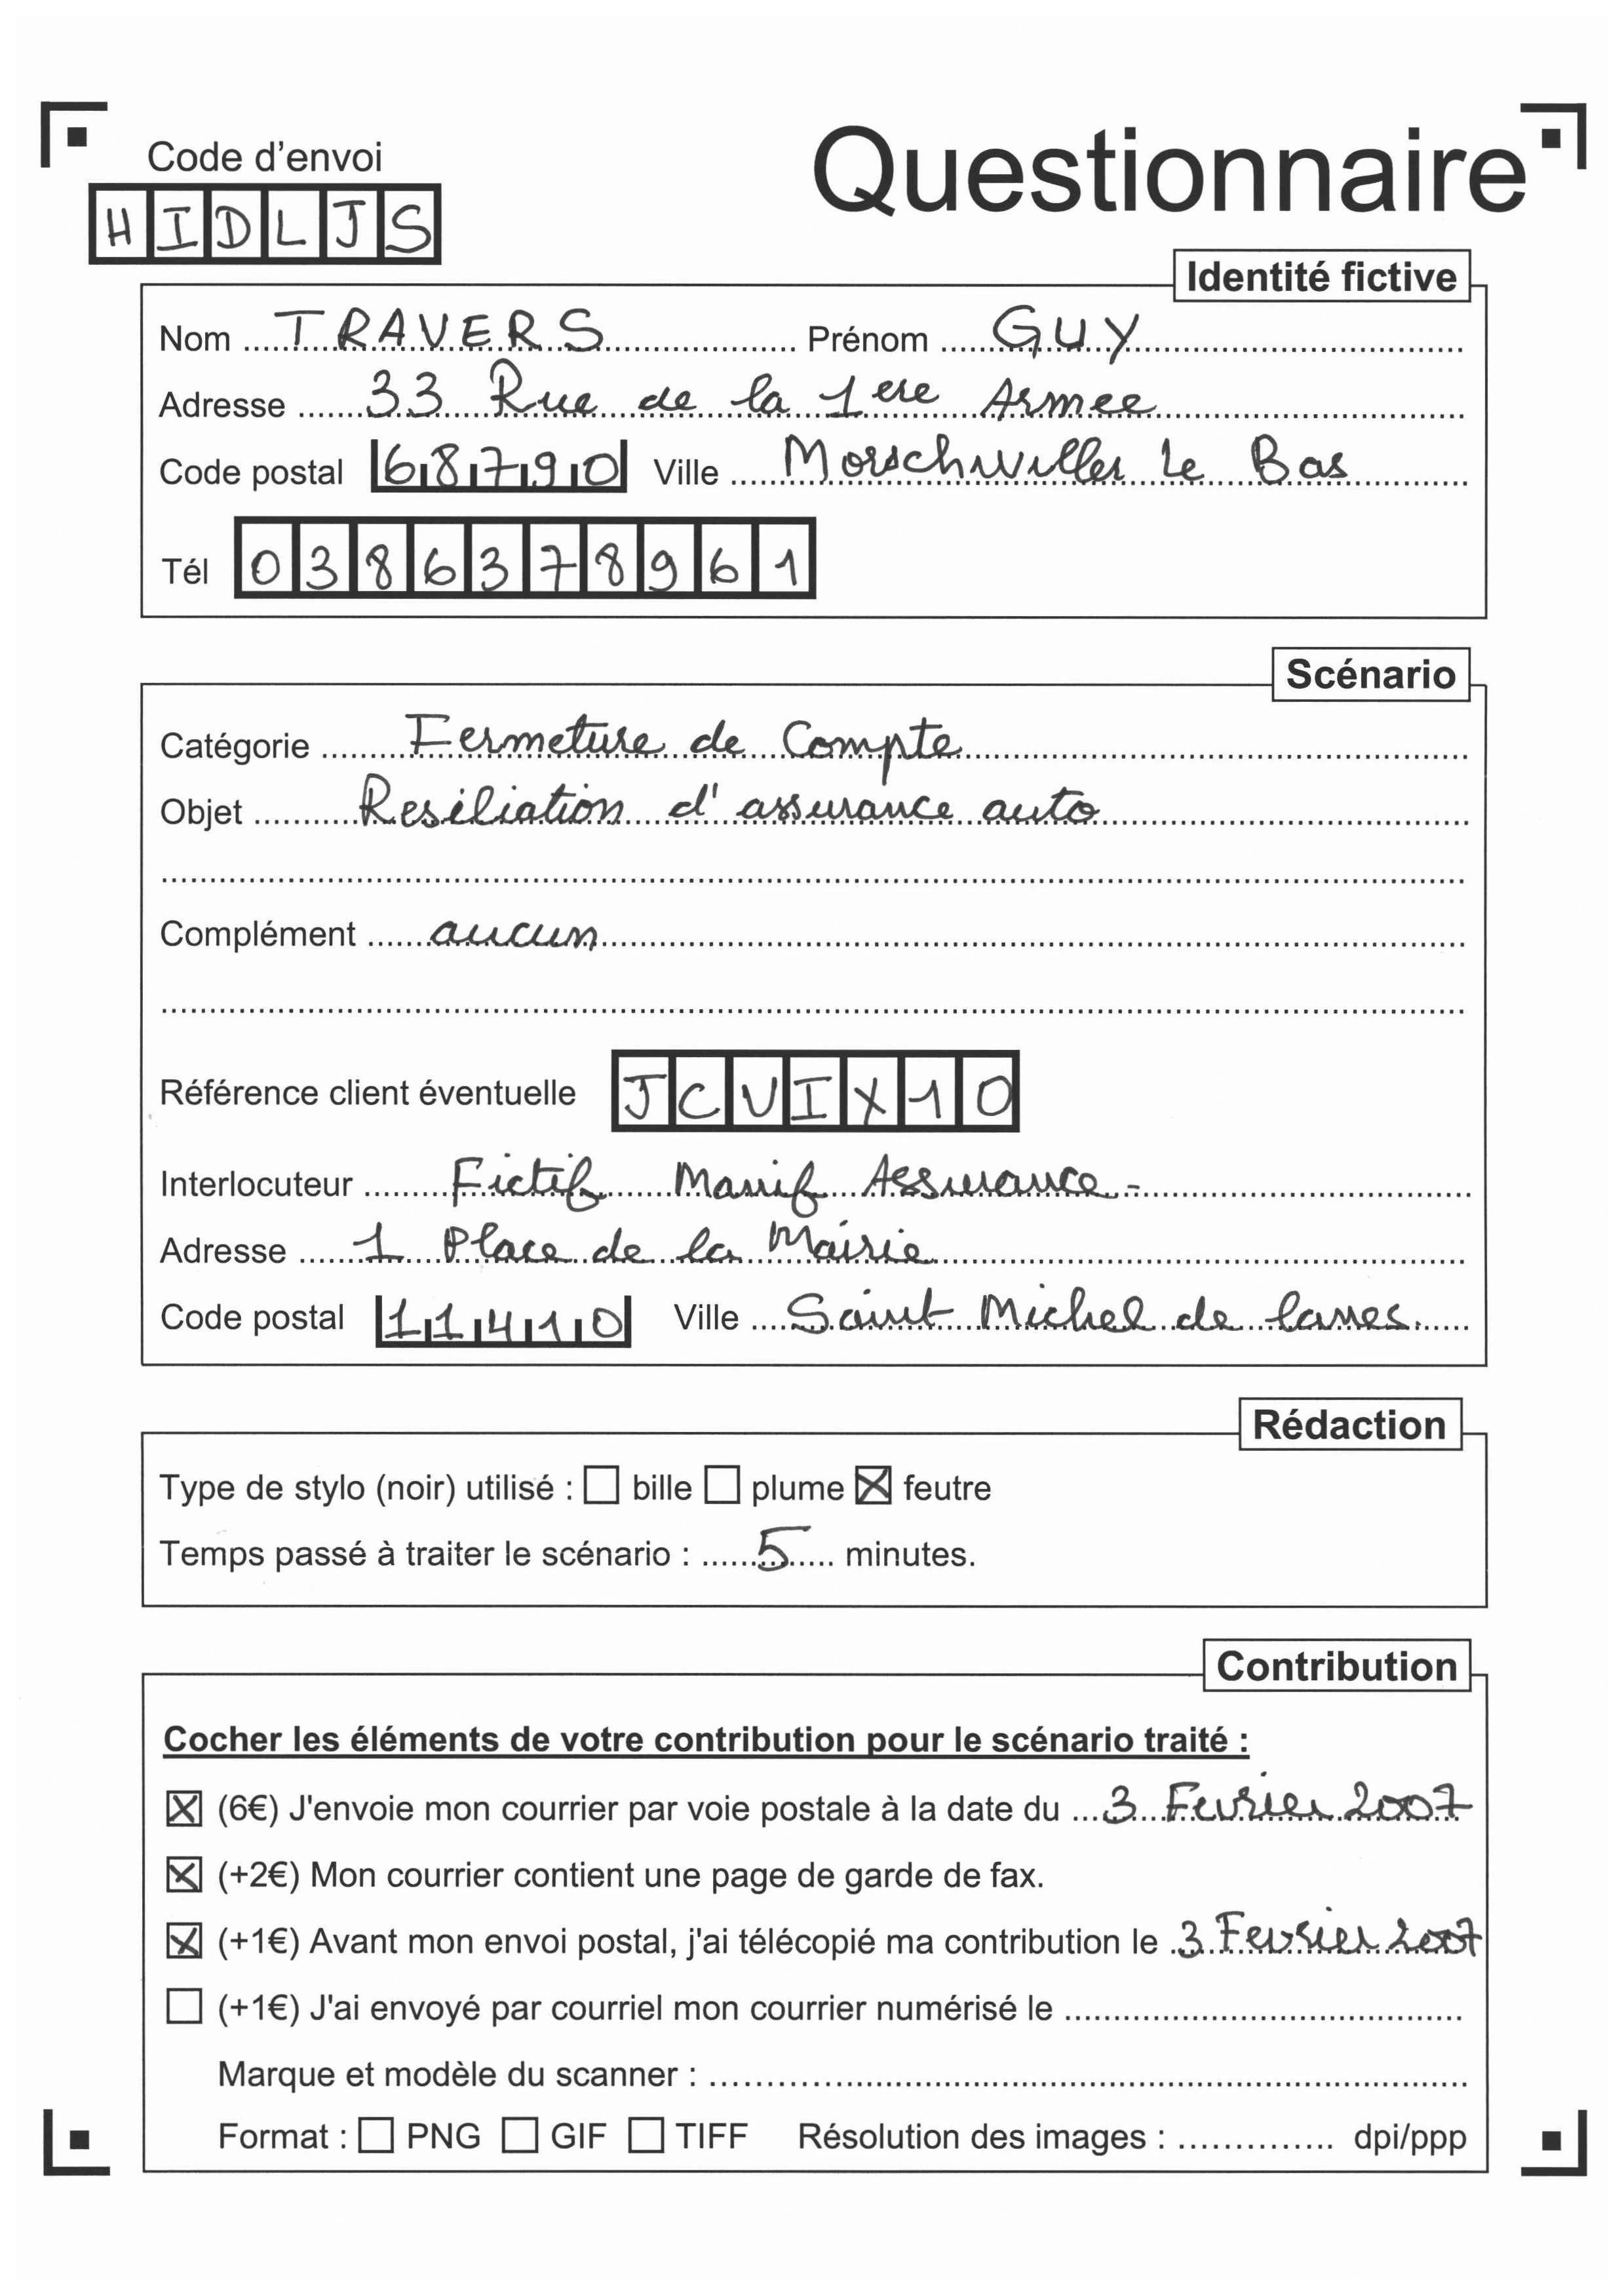 Code d'envoi
Questionnaire
HIDLJS
Identité fictive
Nom TRAVERS Prénom GUY
Adresse 33 Rue de la 1ere Armee
Code postal 68790 Ville Morschwiller Le Bas
Tél 0386378961
Scénario
Catégorie Fermeture de Compte
Objet Resiliation d'assurance auto
Complément aucun
Référence client éventuelle JCVIX10
Interlocuteur Fictif Manif Assurance -
Adresse 1 Place de la Mairie
Code postal 11410 Ville Saint Michel de lanes.
Rédaction
Type de stylo (noir) utilisé : ☐ bille ☐ plume ☒ feutre
Temps passé à traiter le scénario : 5 minutes.
Contribution
Cocher les éléments de votre contribution pour le scénario traité :
☒ (6€) J'envoie mon courrier par voie postale à la date du 3 Fevrier 2007
☒ (+2€) Mon courrier contient une page de garde de fax.
☒ (+1€) Avant mon envoi postal, j'ai télécopié ma contribution le 3 Fevrier 2007
☐ (+1€) J'ai envoyé par courriel mon courrier numérisé le
Marque et modèle du scanner :
Format : ☐ PNG ☐ GIF ☐ TIFF Résolution des images : dpi/ppp